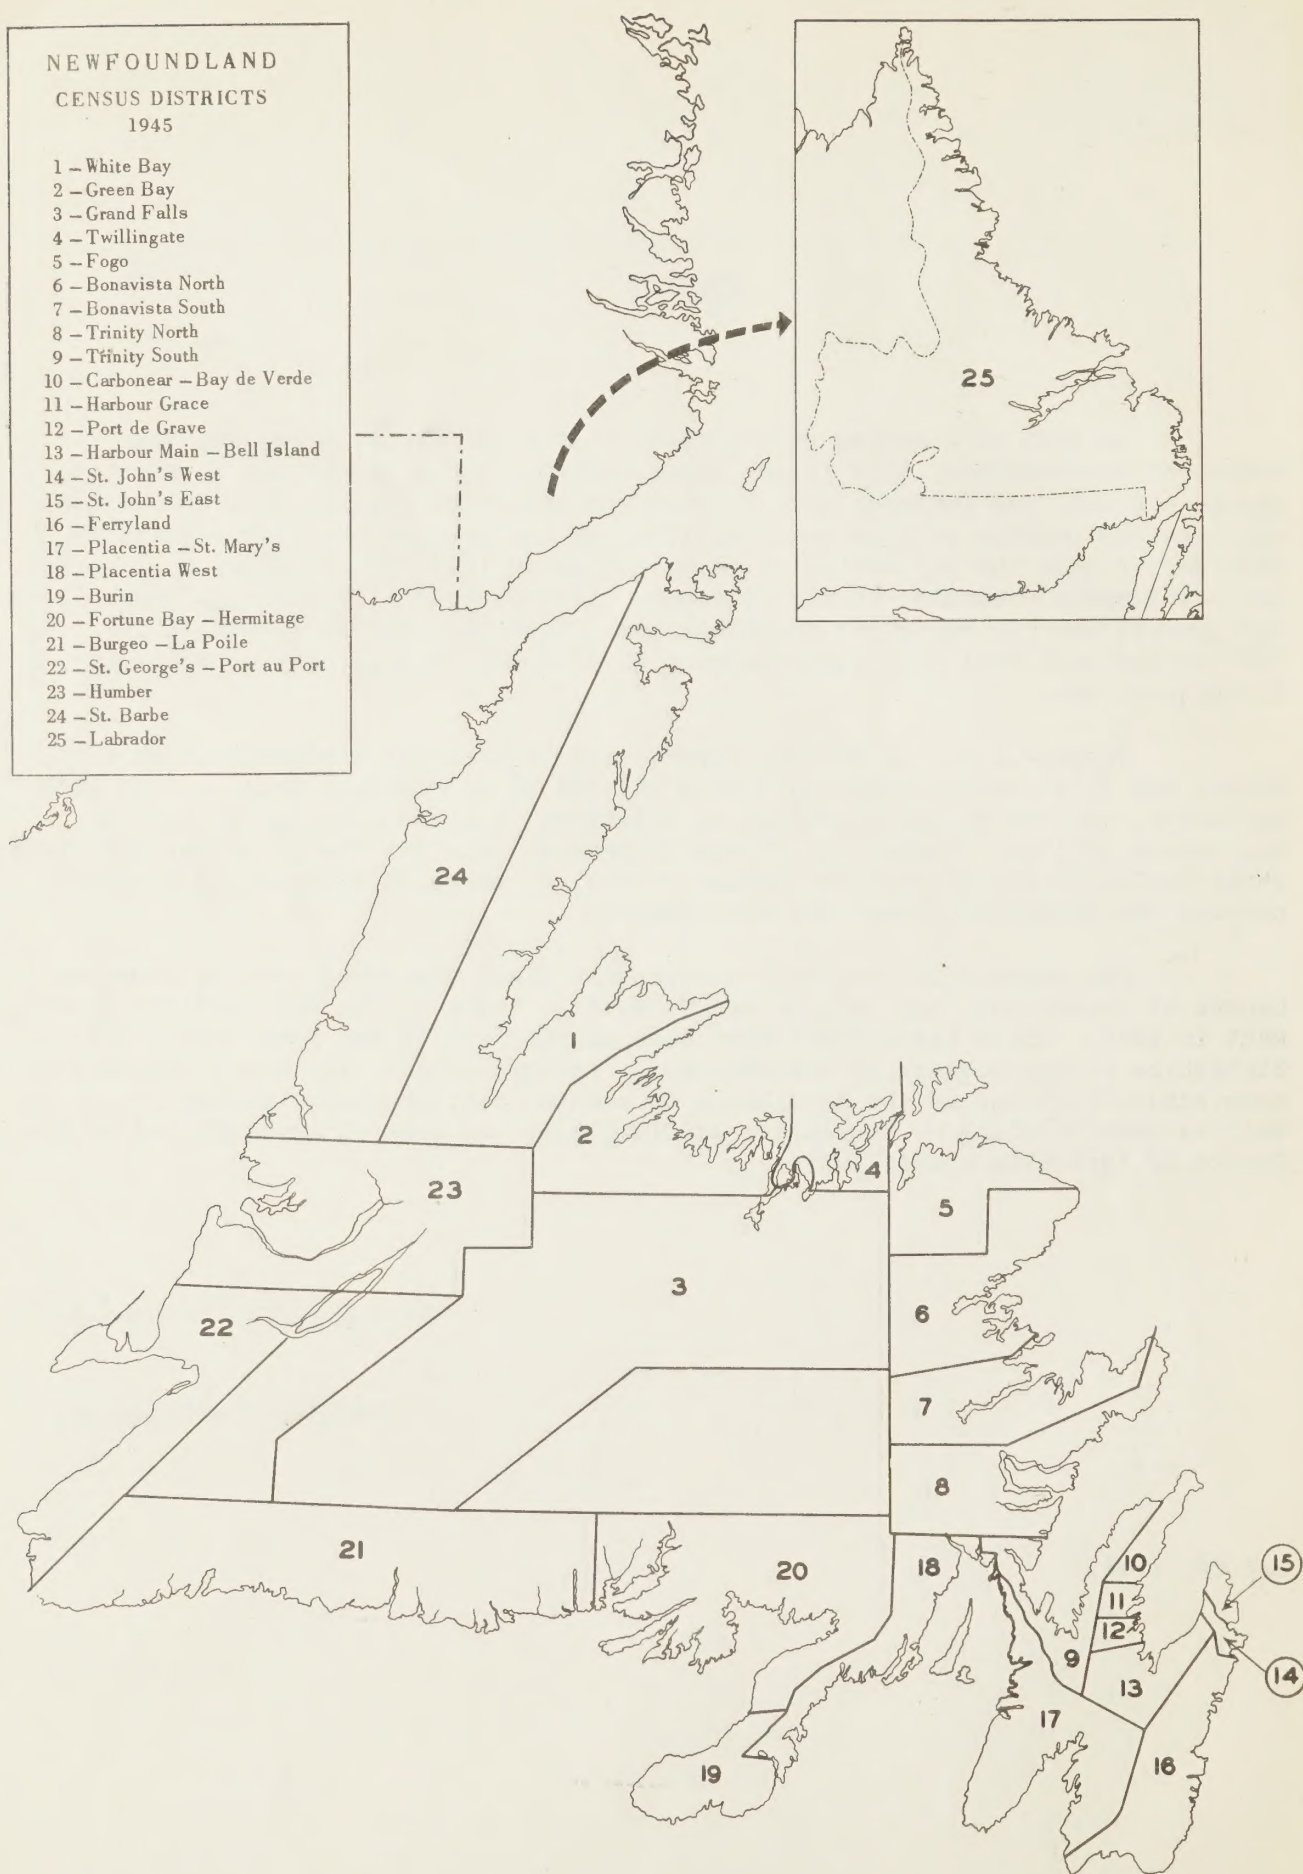 NEWFOUNDLAND
CENSUS DISTRICTS
1945
1 – White Bay
2 – Green Bay
3 – Grand Falls
4 – Twillingate
5 – Fogo
6 – Bonavista North
7 – Bonavista South
8 – Trinity North
9 – Trinity South
10 – Carbonear – Bay de Verde
11 – Harbour Grace
12 – Port de Grave
13 – Harbour Main – Bell Island
14 – St. John's West
15 – St. John's East
16 – Ferryland
17 – Placentia – St. Mary's
18 – Placentia West
19 – Burin
20 – Fortune Bay – Hermitage
21 – Burgeo – La Poile
22 – St. George's – Port au Port
23 – Humber
24 – St. Barbe
25 – Labrador
25
24
1
2
4
23
5
3
6
22
7
8
21
20
18
10
15
11
12
9
14
13
17
16
19